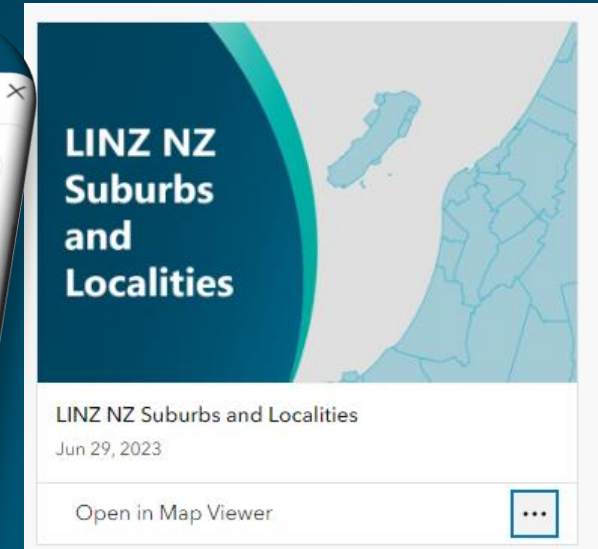 LINZ NZ
Suburbs
and
Localities
LINZ NZ Suburbs and Localities
Jun 29, 2023
Open in Map Viewer